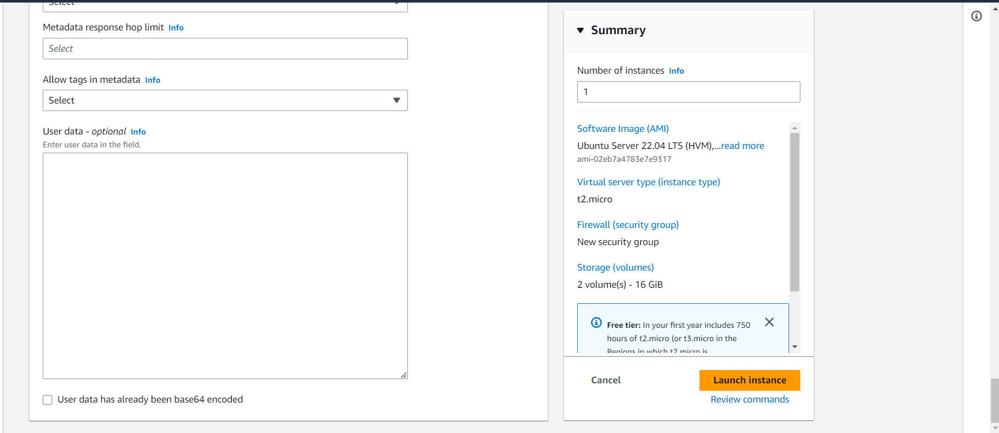 Select
Metadata response hop limit Info
Select
Allow tags in metadata Info
Select
User data - optional Info
Enter user data in the field.
User data has already been base64 encoded
Summary
Number of instances Info
1
Software Image (AMI)
Ubuntu Server 22.04 LTS (HVM),...read more
ami-02eb7a4783e7e9317
Virtual server type (instance type)
t2.micro
Firewall (security group)
New security group
Storage (volumes)
2 volume(s) - 16 GiB
Free tier: In your first year includes 750
hours of t2.micro (or t3.micro in the
Regions in which t2.micro is
Cancel
Launch instance
Review commands